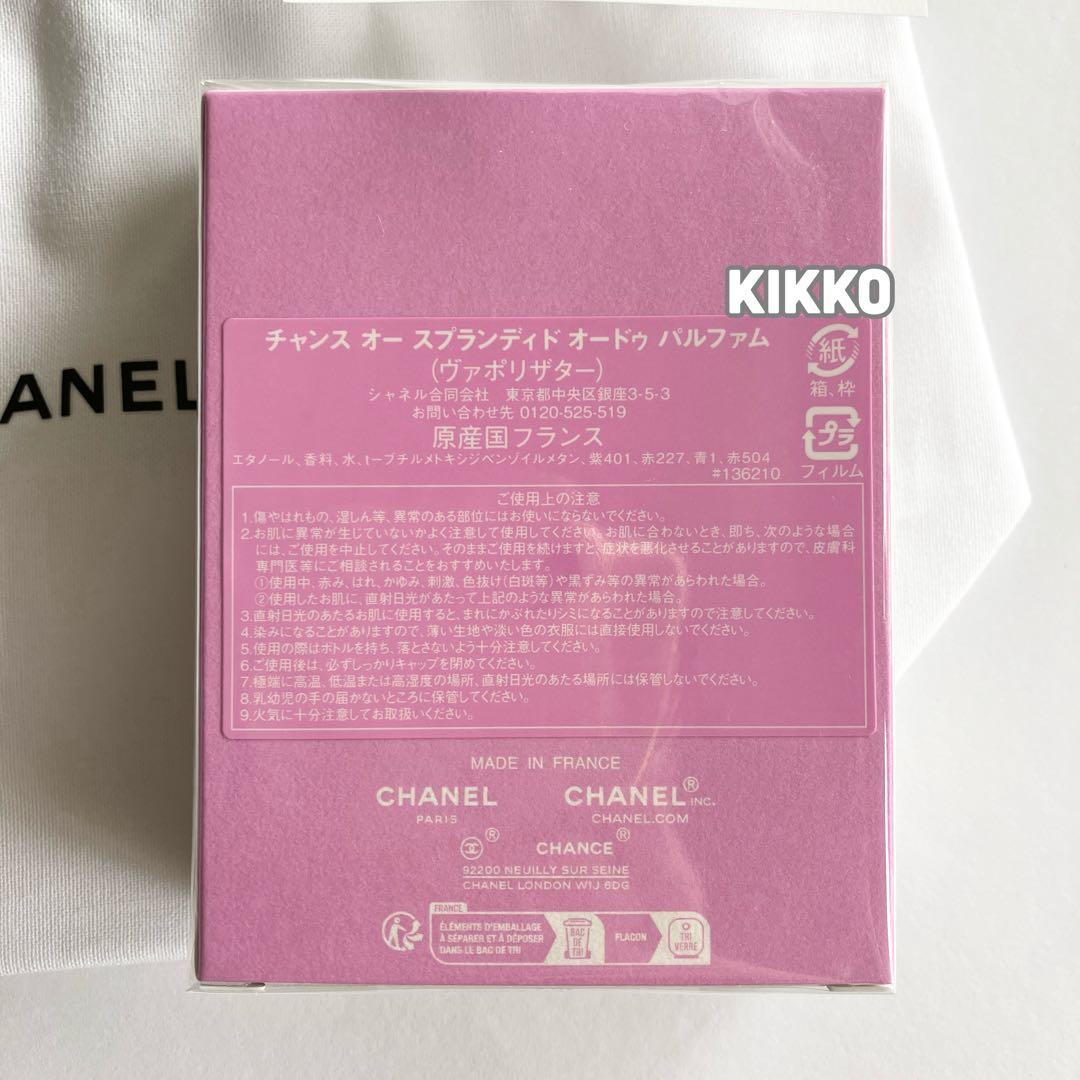 KIKKO
ANEL
チャンス オー スプランディド オードゥ パルファム
(ヴァポリザター)
シャネル合同会社 東京都中央区銀座3-5-3
お問い合わせ先 0120-525-519
原産国フランス
エタノール、香料、水、t-ブチルメトキシジベンゾイルメタン、紫401、赤227、青1、赤504
#136210
紙
箱、枠
プラ
フィルム
ご使用上の注意
1.傷やはれもの、湿しん等、異常のある部位にはお使いにならないでください。
2.お肌に異常が生じていないかよく注意して使用してください。お肌に合わないとき、即ち、次のような場合
には、ご使用を中止してください。そのままご使用を続けますと、症状を悪化させることがありますので、皮膚科
専門医等にご相談されることをおすすめいたします。
①使用中、赤み、はれ、かゆみ、刺激、色抜け(白斑等)や黒ずみ等の異常があらわれた場合。
②使用したお肌に、直射日光があたって上記のような異常があらわれた場合。
3.直射日光のあたるお肌に使用すると、まれにかぶれたりシミになることがありますので注意してください。
4.染みになることがありますので、薄い生地や淡い色の衣服には直接使用しないでください。
5.使用の際はボトルを持ち、落とさないよう十分注意してください。
6.ご使用後は、必ずしっかりキャップを閉めてください。
7.極端に高温、低温または高湿度の場所、直射日光のあたる場所には保管しないでください。
8.乳幼児の手の届かないところに保管してください。
9.火気に十分注意してお取扱いください。
MADE IN FRANCE
CHANEL CHANEL® INC.
PARIS CHANEL.COM
® CHANCE®
92200 NEUILLY SUR SEINE
CHANEL LONDON W1J 6DG
FRANCE
ÉLÉMENTS D'EMBALLAGE
À SÉPARER ET À DÉPOSER
DANS LE BAC DE TRI
BAC
DE
TRI
FLACON
TRI
VERRE